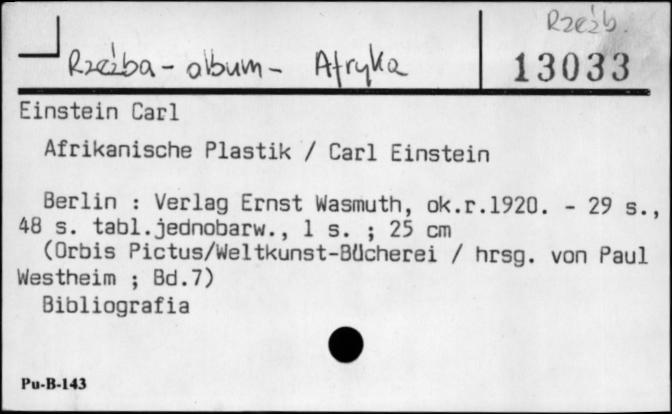 Rzeźb.
Rzeźba - album - Afryka
13033
Einstein Carl
Afrikanische Plastik / Carl Einstein
Berlin : Verlag Ernst Wasmuth, ok.r.1920. - 29 s.,
48 s. tabl.jednobarw., 1 s. ; 25 cm
(Orbis Pictus/Weltkunst-Bücherei / hrsg. von Paul
Westheim ; Bd.7)
Bibliografia
Pu-B-143